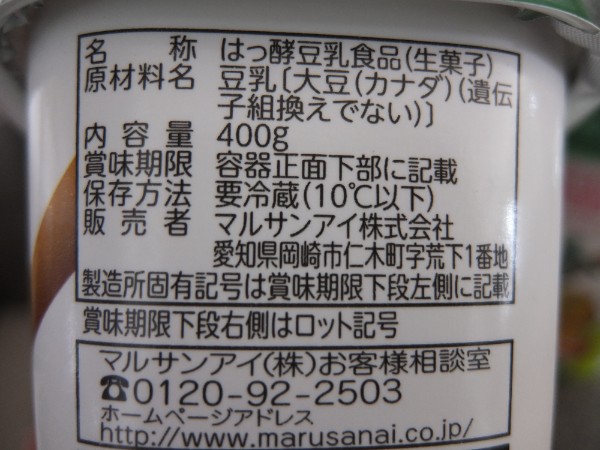 名称 はっ酵豆乳食品(生菓子)
原材料名 豆乳〔大豆(カナダ)(遺伝
子組換えでない)〕
内容量 400g
賞味期限 容器正面下部に記載
保存方法 要冷蔵(10℃以下)
販売者 マルサンアイ株式会社
愛知県岡崎市仁木町字荒下1番地
製造所固有記号は賞味期限下段左側に記載
賞味期限下段右側はロット記号
マルサンアイ(株)お客様相談室
☎0120-92-2503
ホームページアドレス
http://www.marusanai.co.jp/